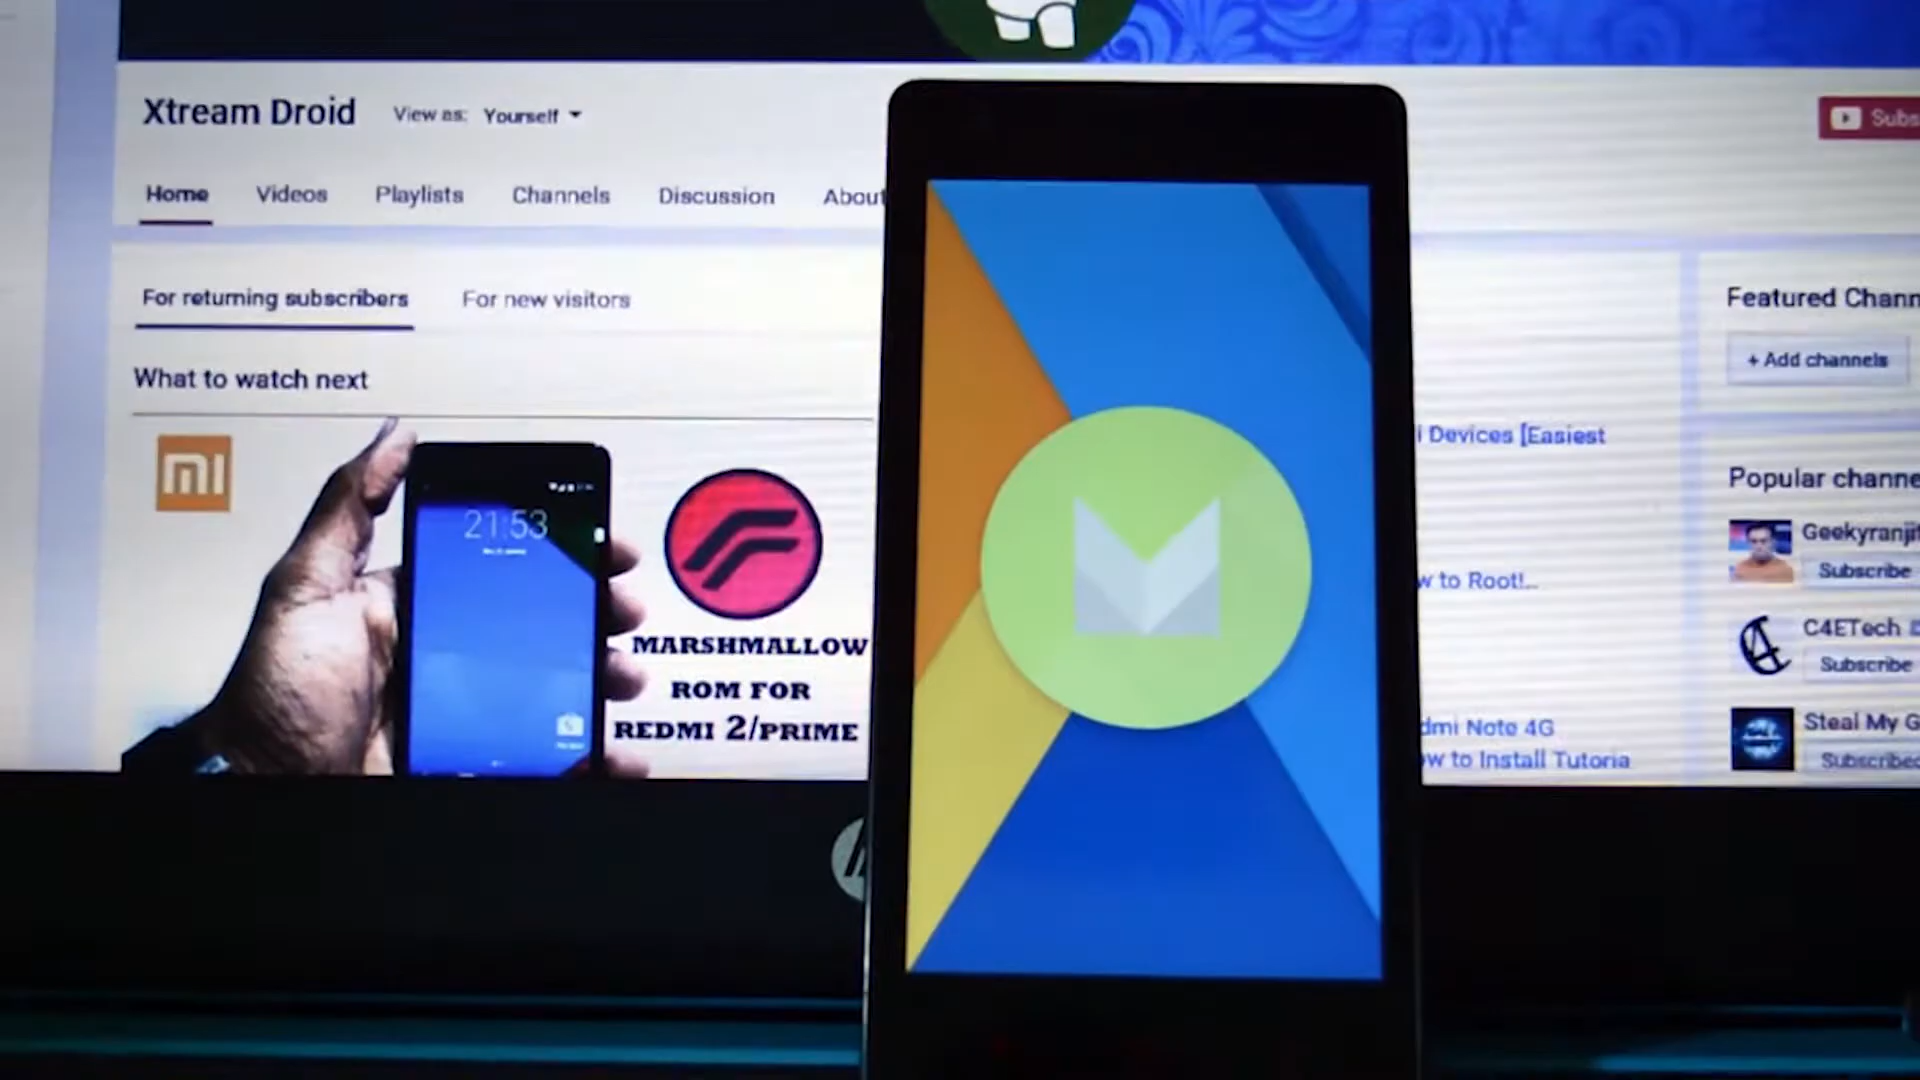 Xtream Droid
View as: Yourself
Subs
Home Videos Playlists Channels Discussion About
For returning subscribers For new visitors
Featured Chann
+ Add channels
What to watch next
mi
21:53
MARSHMALLOW
ROM FOR
REDMI 2/PRIME
M
i Devices [Easiest
w to Root!...
dmi Note 4G
ow to Install Tutoria
Popular channe
Geekyranjit
Subscribe
C4ETech
Subscribe
Steal My G
Subscribed